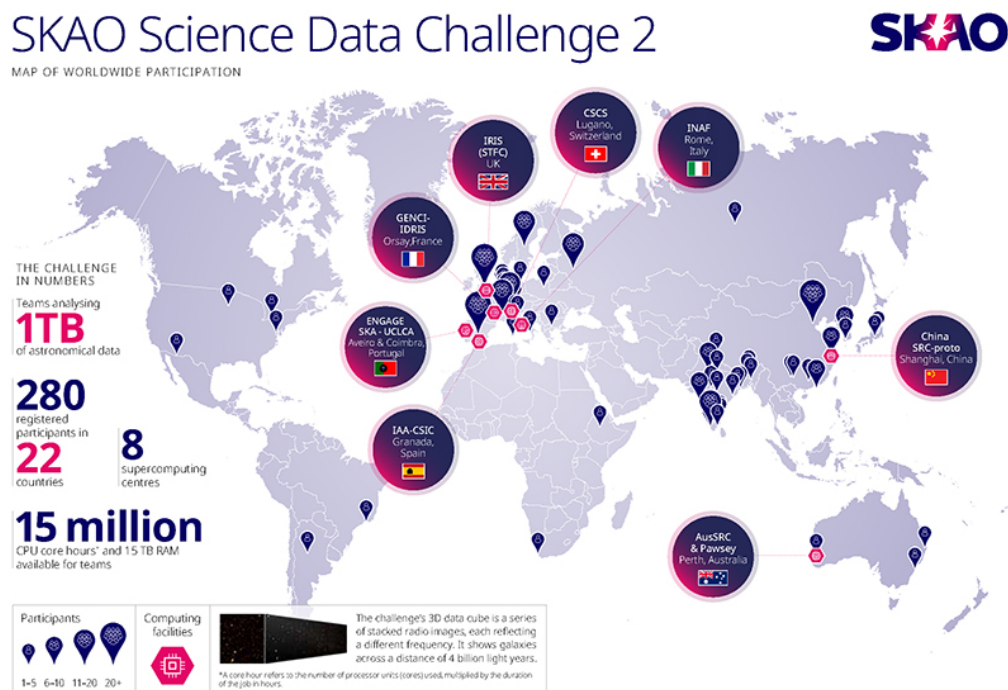 SKAO Science Data Challenge 2
SKAO
MAP OF WORLDWIDE PARTICIPATION
CSCS
Lugano,
Switzerland
INAF
Rome,
Italy
IRIS
(STFC)
UK
GENCI-
IDRIS
Orsay,France
ENGAGE
SKA - UCLCA
Aveiro & Coimbra,
Portugal
IAA-CSIC
Granada,
Spain
China
SRC-proto
Shanghai, China
AusSRC
& Pawsey
Perth, Australia
THE CHALLENGE
IN NUMBERS
Teams analysing
1TB
of astronomical data
280
registered
participants in
22
countries
8
supercomputing
centres
15 million
CPU core hours* and 15 TB RAM
available for teams
Participants
1-5 6-10 11-20 20+
Computing
facilities
The challenge's 3D data cube is a series
of stacked radio images, each reflecting
a different frequency. It shows galaxies
across a distance of 4 billion light years.
*A core hour refers to the number of processor units (cores) used, multiplied by the duration
of the job in hours.